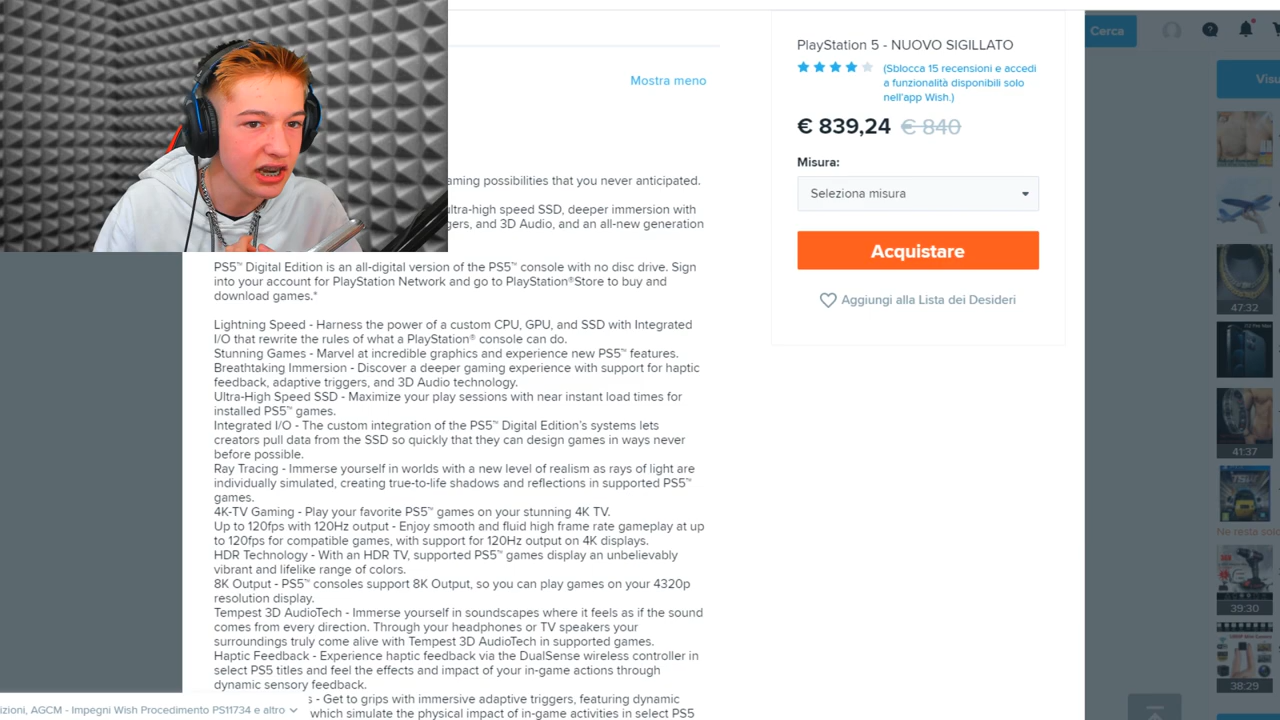 Mostra meno
aming possibilities that you never anticipated.
ultra-high speed SSD, deeper immersion with
gers, and 3D Audio, and an all-new generation
PS5™ Digital Edition is an all-digital version of the PS5™ console with no disc drive. Sign
into your account for PlayStation Network and go to PlayStation®Store to buy and
download games.*
Lightning Speed - Harness the power of a custom CPU, GPU, and SSD with Integrated
I/O that rewrite the rules of what a PlayStation® console can do.
Stunning Games - Marvel at incredible graphics and experience new PS5™ features.
Breathtaking Immersion - Discover a deeper gaming experience with support for haptic
feedback, adaptive triggers, and 3D Audio technology.
Ultra-High Speed SSD - Maximize your play sessions with near instant load times for
installed PS5™ games.
Integrated I/O - The custom integration of the PS5™ Digital Edition's systems lets
creators pull data from the SSD so quickly that they can design games in ways never
before possible.
Ray Tracing - Immerse yourself in worlds with a new level of realism as rays of light are
individually simulated, creating true-to-life shadows and reflections in supported PS5™
games.
4K-TV Gaming - Play your favorite PS5™ games on your stunning 4K TV.
Up to 120fps with 120Hz output - Enjoy smooth and fluid high frame rate gameplay at up
to 120fps for compatible games, with support for 120Hz output on 4K displays.
HDR Technology - With an HDR TV, supported PS5™ games display an unbelievably
vibrant and lifelike range of colors.
8K Output - PS5™ consoles support 8K Output, so you can play games on your 4320p
resolution display.
Tempest 3D AudioTech - Immerse yourself in soundscapes where it feels as if the sound
comes from every direction. Through your headphones or TV speakers your
surroundings truly come alive with Tempest 3D AudioTech in supported games.
Haptic Feedback - Experience haptic feedback via the DualSense wireless controller in
select PS5 titles and feel the effects and impact of your in-game actions through
dynamic sensory feedback.
s - Get to grips with immersive adaptive triggers, featuring dynamic
which simulate the physical impact of in-game activities in select PS5
izioni, AGCM - Impegni Wish Procedimento PS11734 e altro
PlayStation 5 - NUOVO SIGILLATO
(Sblocca 15 recensioni e accedi
a funzionalità disponibili solo
nell'app Wish.)
€ 839,24 € 840
Misura:
Seleziona misura
Acquistare
Aggiungi alla Lista dei Desideri
Cerca
Visu
47:32
41:37
Ne resta solo
39:30
38:29